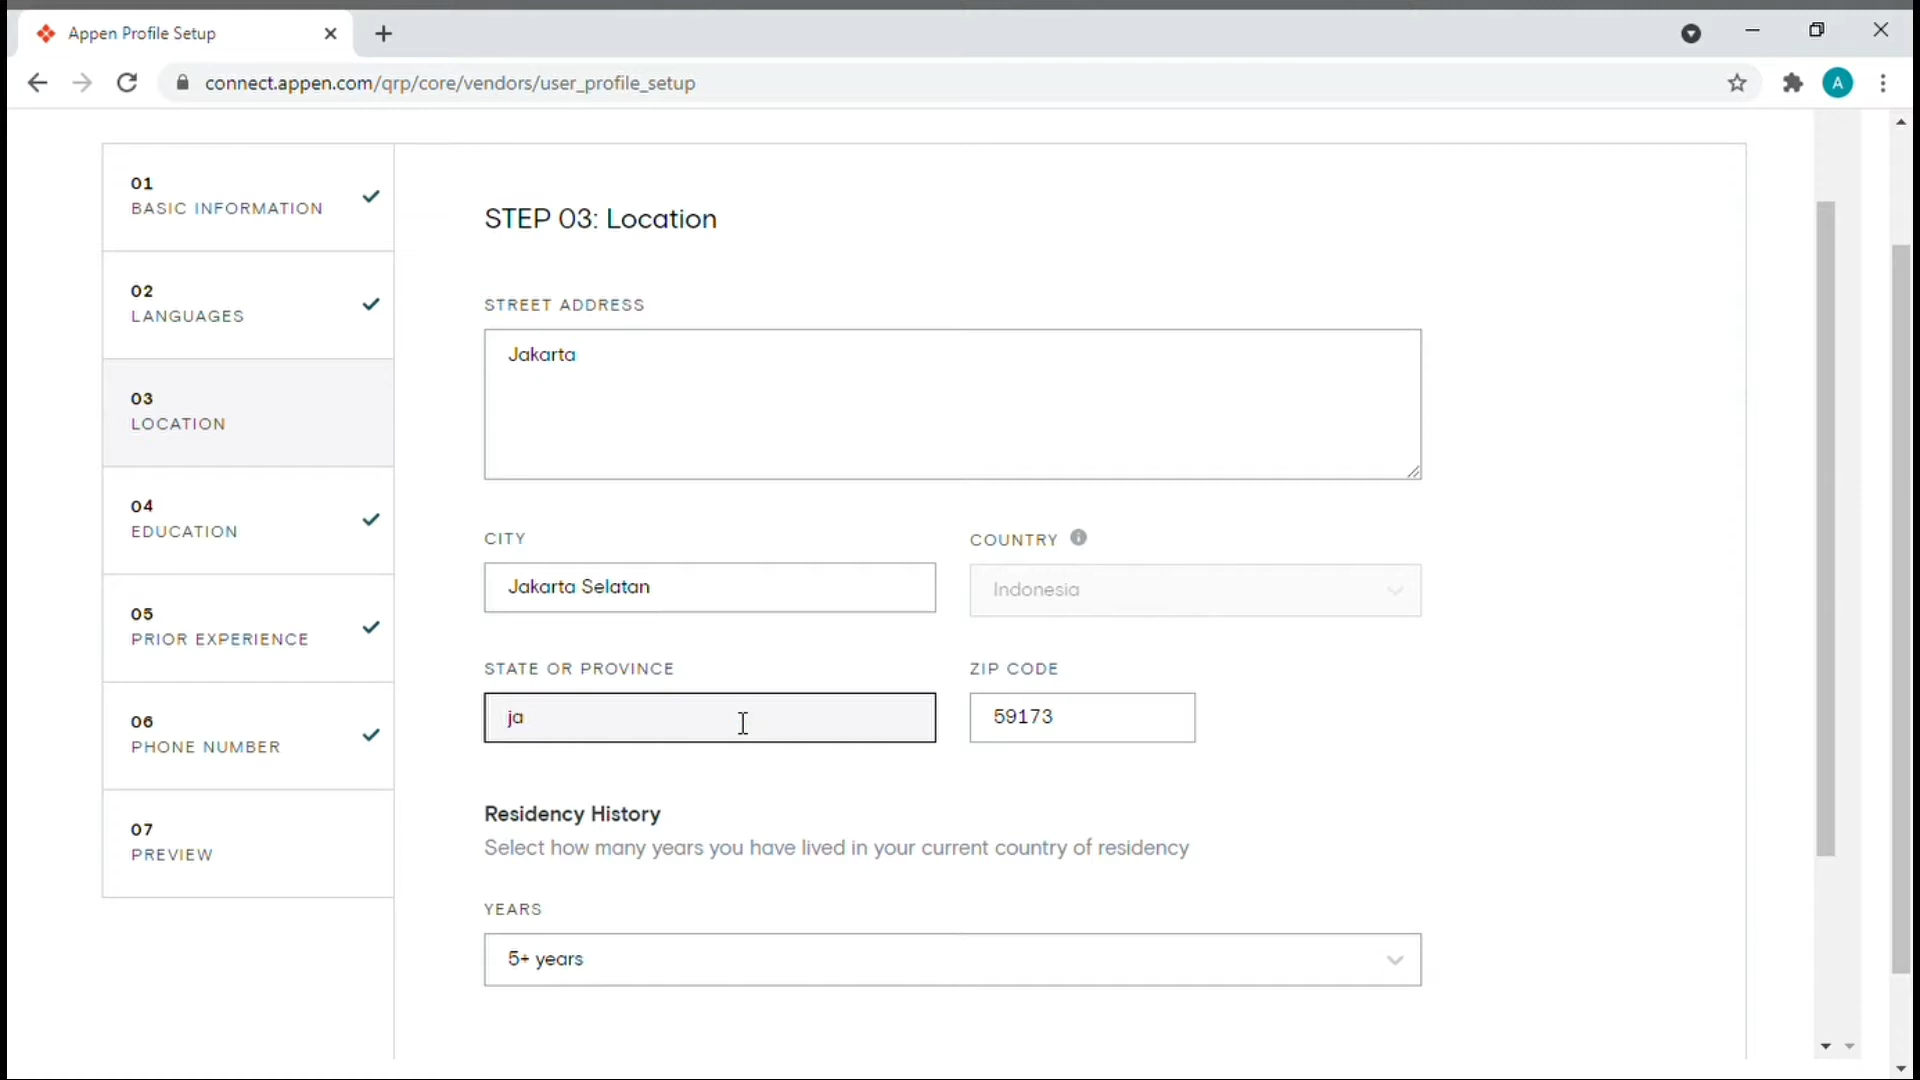 Appen Profile Setup
connect.appen.com/qrp/core/vendors/user_profile_setup
A
01
BASIC INFORMATION
02
LANGUAGES
03
LOCATION
04
EDUCATION
05
PRIOR EXPERIENCE
06
PHONE NUMBER
07
PREVIEW
STEP 03: Location
STREET ADDRESS
Jakarta
CITY
COUNTRY
Jakarta Selatan
Indonesia
STATE OR PROVINCE
ZIP CODE
ja
59173
Residency History
Select how many years you have lived in your current country of residency
YEARS
5+ years